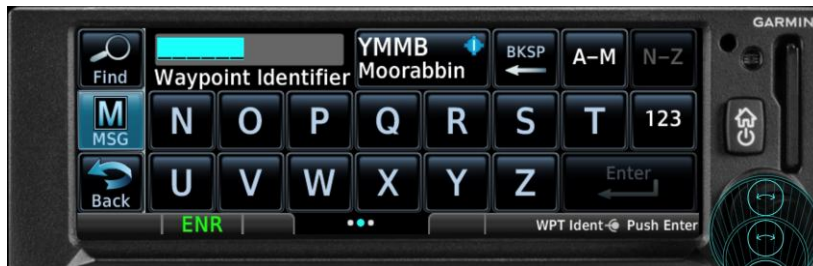 GARMIN
Find
Waypoint Identifier
YMMB
Moorabbin
BKSP
A-M
N-Z
M
MSG
N O P Q R S T 123
Back
U V W X Y Z Enter
ENR
WPT Ident- Push Enter